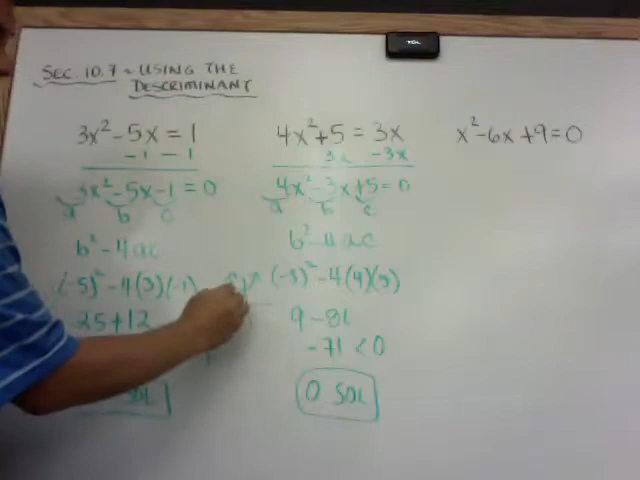 SEC. 10.7 - USING THE
DESCRIMINANT
3x² - 5x = 1
-1 -1
3x² - 5x - 1 = 0
a b c
b² - 4ac
(-5)² - 4(3)(-1)
25 + 12
SOL
4x² + 5 = 3x
-3x
4x² - 3x + 5 = 0
a b c
b² - 4ac
(-3)² - 4(4)(5)
9 - 80
-71 < 0
0 SOL
x² - 6x + 9 = 0